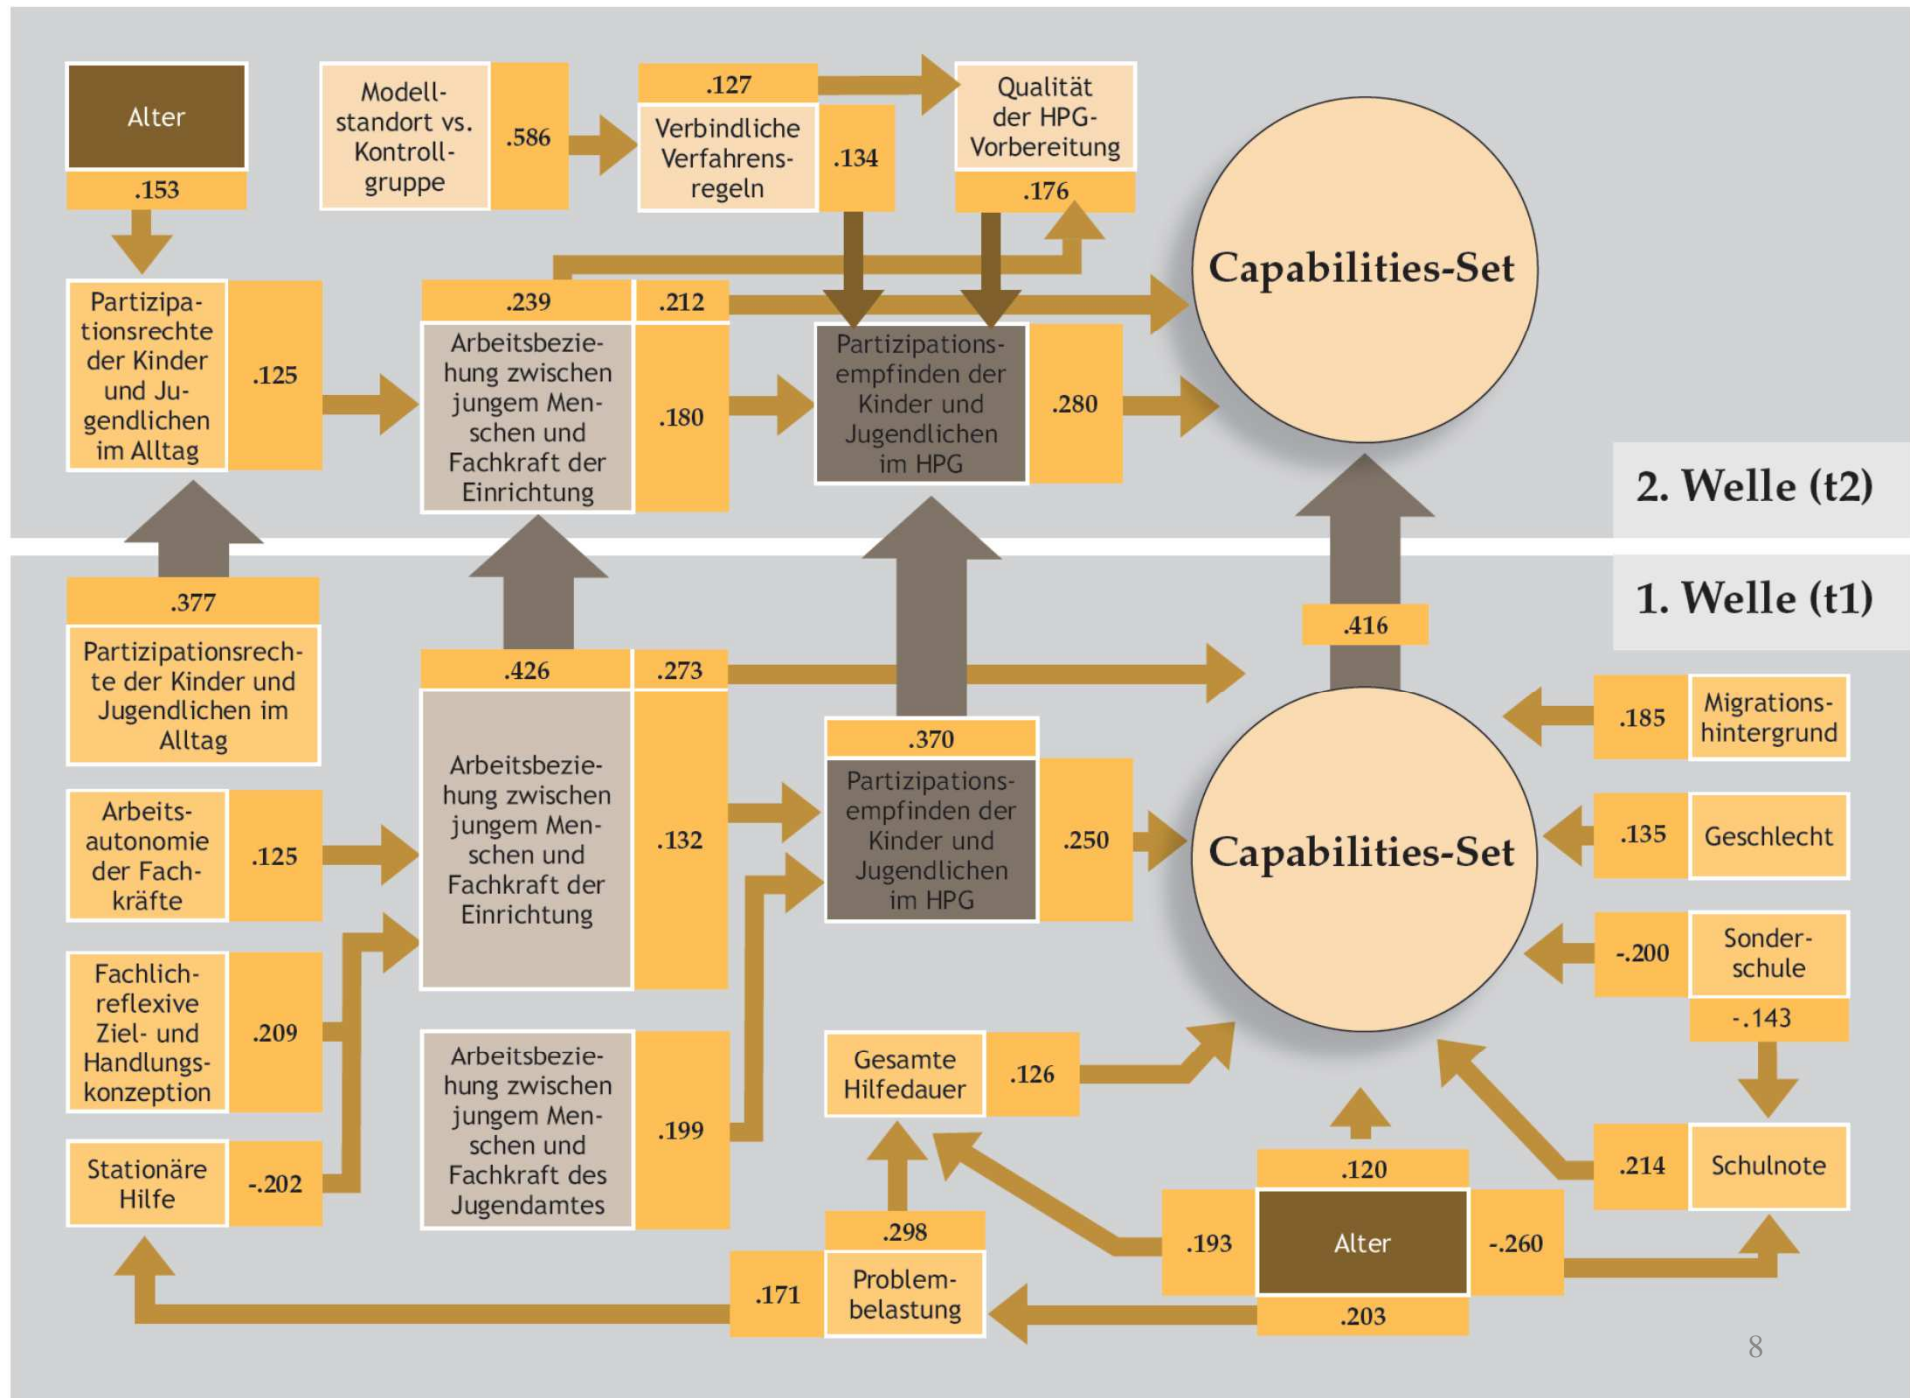 Alter
.153
Modell-
standort vs.
Kontroll-
gruppe
.586
.127
Verbindliche
Verfahrens-
regeln
.134
Qualität
der HPG-
Vorbereitung
.176
Capabilities-Set
Partizipa-
tionsrechte
der Kinder
und Ju-
gendlichen
im Alltag
.125
.239
.212
Arbeitsbezie-
hung zwischen
jungem Men-
schen und
Fachkraft der
Einrichtung
.180
Partizipations-
empfinden der
Kinder und
Jugendlichen
im HPG
.280
2. Welle (t2)
1. Welle (t1)
.377
Partizipationsrech-
te der Kinder und
Jugendlichen im
Alltag
.426
.273
Arbeitsbezie-
hung zwischen
jungem Men-
schen und
Fachkraft der
Einrichtung
.132
.370
Partizipations-
empfinden der
Kinder und
Jugendlichen
im HPG
.250
.416
Capabilities-Set
.185
Migrations-
hintergrund
.135
Geschlecht
-.200
Sonder-
schule
-.143
Arbeits-
autonomie
der Fach-
kräfte
.125
Fachlich-
reflexive
Ziel- und
Handlungs-
konzeption
.209
Stationäre
Hilfe
-.202
Arbeitsbezie-
hung zwischen
jungem Men-
schen und
Fachkraft des
Jugendamtes
.199
Gesamte
Hilfedauer
.126
.298
.171
Problem-
belastung
.120
.193
Alter
-.260
.203
.214
Schulnote
8